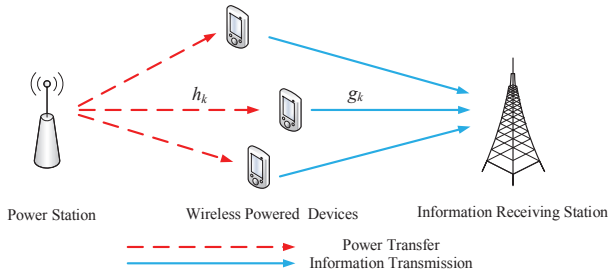 h_k
g_k
Power Station
Wireless Powered Devices
Information Receiving Station
Power Transfer
Information Transmission